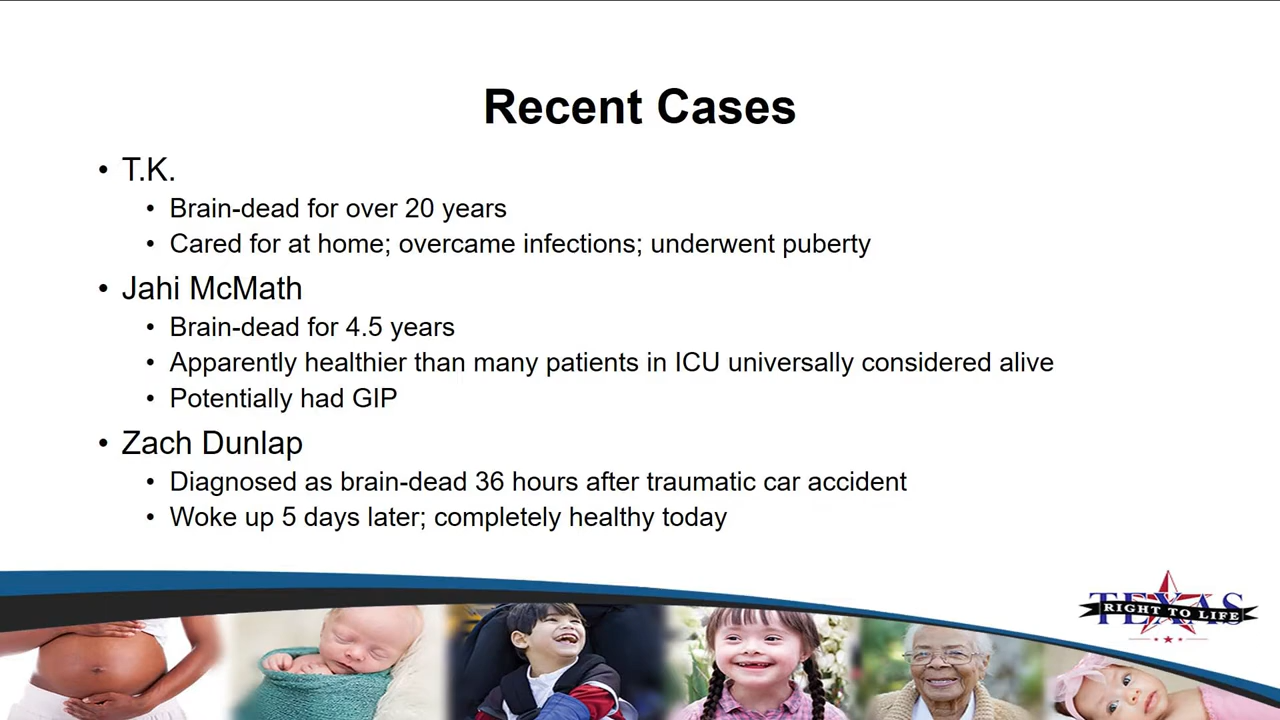 Recent Cases
• T.K.
• Brain-dead for over 20 years
• Cared for at home; overcame infections; underwent puberty
• Jahi McMath
• Brain-dead for 4.5 years
• Apparently healthier than many patients in ICU universally considered alive
• Potentially had GIP
• Zach Dunlap
• Diagnosed as brain-dead 36 hours after traumatic car accident
• Woke up 5 days later; completely healthy today
TEXAS
RIGHT TO LIFE